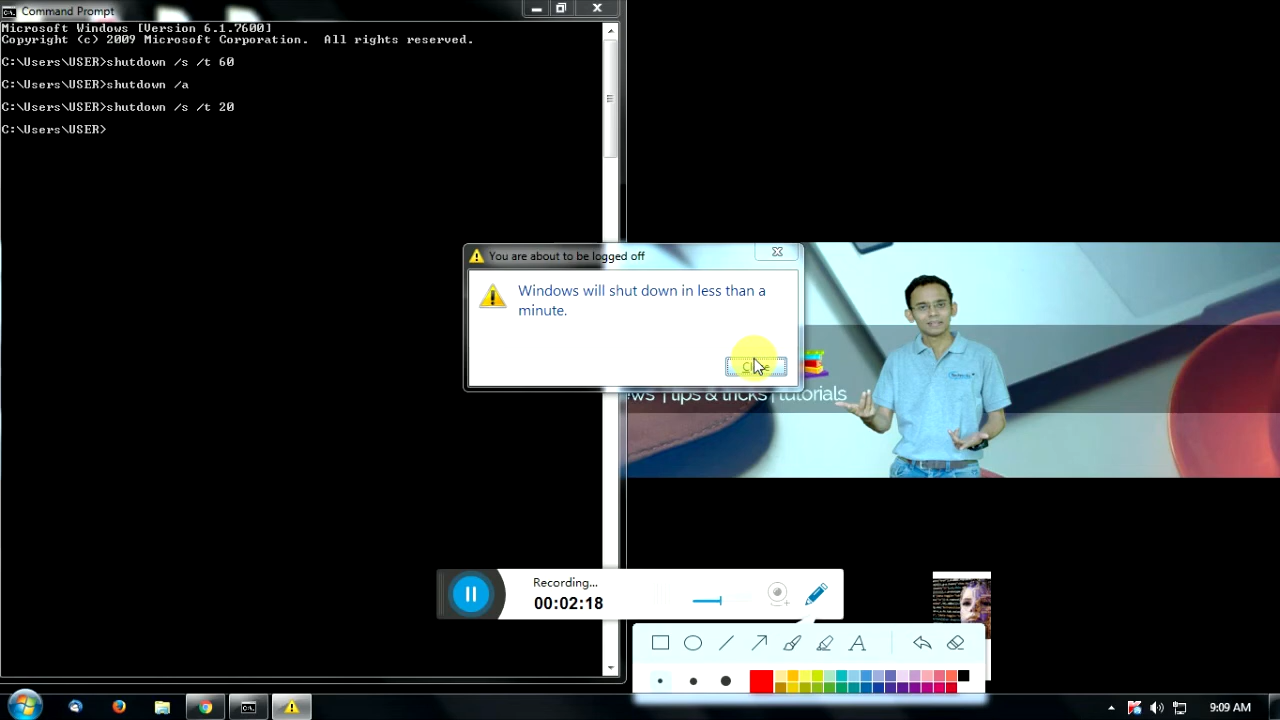 Command Prompt
Microsoft Windows [Version 6.1.7600]
Copyright (c) 2009 Microsoft Corporation.  All rights reserved.
C:\Users\USER>shutdown /s /t 60
C:\Users\USER>shutdown /a
C:\Users\USER>shutdown /s /t 20
C:\Users\USER>
You are about to be logged off
Windows will shut down in less than a
minute.
| tips & tricks | tutorials
Recording...
00:02:18
A
9:09 AM